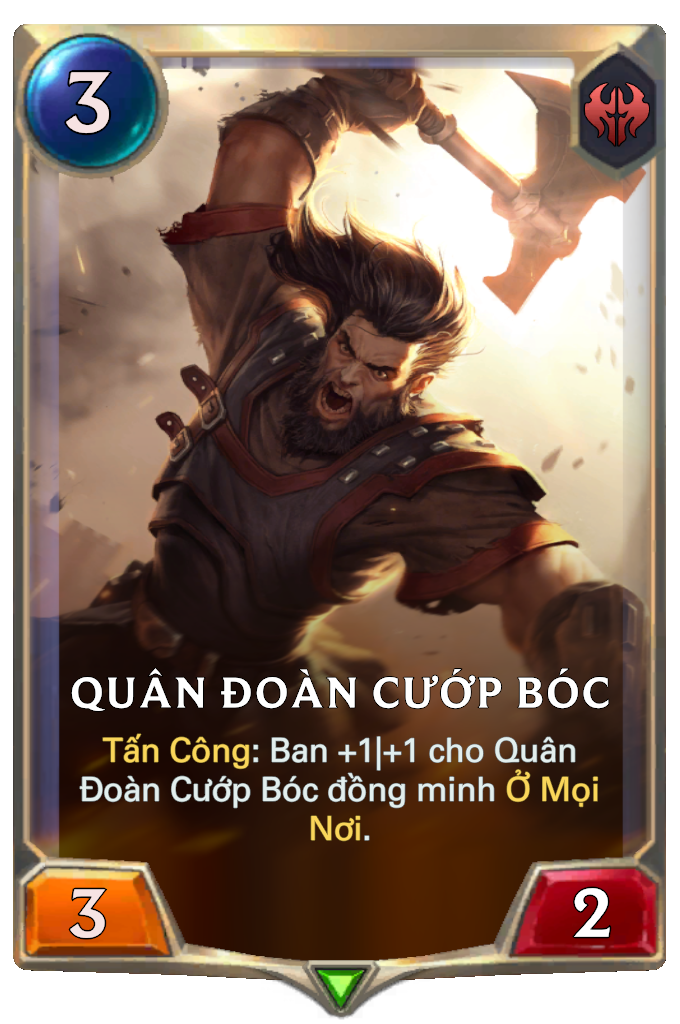 3
QUÂN ĐOÀN CƯỚP BÓC
Tấn Công: Ban +1|+1 cho Quân
Đoàn Cướp Bóc đồng minh Ở Mọi
Nơi.
3
2